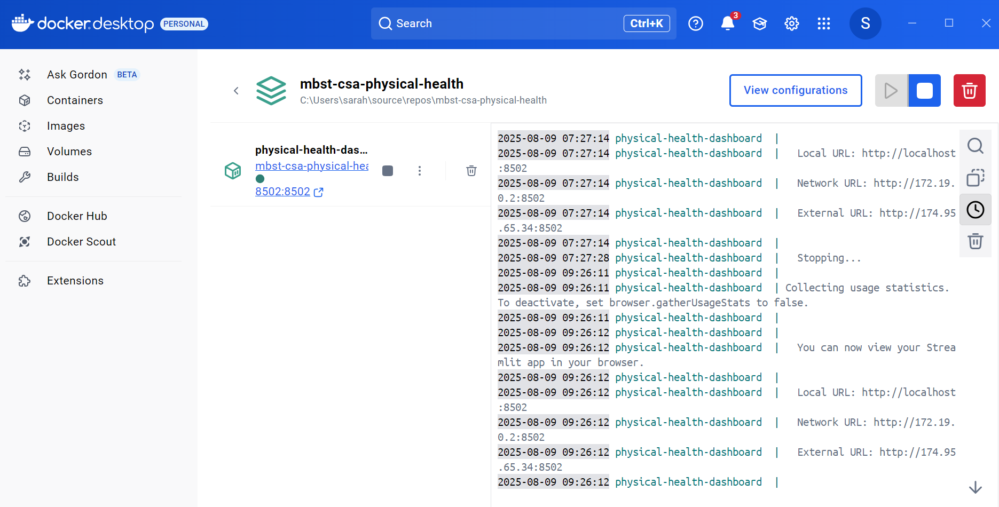 docker.desktop PERSONAL
Search
Ctrl+K
3
S
Ask Gordon BETA
Containers
Images
Volumes
Builds
Docker Hub
Docker Scout
Extensions
mbst-csa-physical-health
C:\Users\sarah\source\repos\mbst-csa-physical-health
View configurations
physical-health-das...
mbst-csa-physical-hea
8502:8502
2025-08-09 07:27:14 physical-health-dashboard |
2025-08-09 07:27:14 physical-health-dashboard | Local URL: http://localhost
:8502
2025-08-09 07:27:14 physical-health-dashboard | Network URL: http://172.19.
0.2:8502
2025-08-09 07:27:14 physical-health-dashboard | External URL: http://174.95
.65.34:8502
2025-08-09 07:27:14 physical-health-dashboard |
2025-08-09 07:27:28 physical-health-dashboard | Stopping...
2025-08-09 09:26:11 physical-health-dashboard |
2025-08-09 09:26:11 physical-health-dashboard | Collecting usage statistics.
To deactivate, set browser.gatherUsageStats to false.
2025-08-09 09:26:11 physical-health-dashboard |
2025-08-09 09:26:12 physical-health-dashboard |
2025-08-09 09:26:12 physical-health-dashboard | You can now view your Strea
mlit app in your browser.
2025-08-09 09:26:12 physical-health-dashboard |
2025-08-09 09:26:12 physical-health-dashboard | Local URL: http://localhost
:8502
2025-08-09 09:26:12 physical-health-dashboard | Network URL: http://172.19.
0.2:8502
2025-08-09 09:26:12 physical-health-dashboard | External URL: http://174.95
.65.34:8502
2025-08-09 09:26:12 physical-health-dashboard |